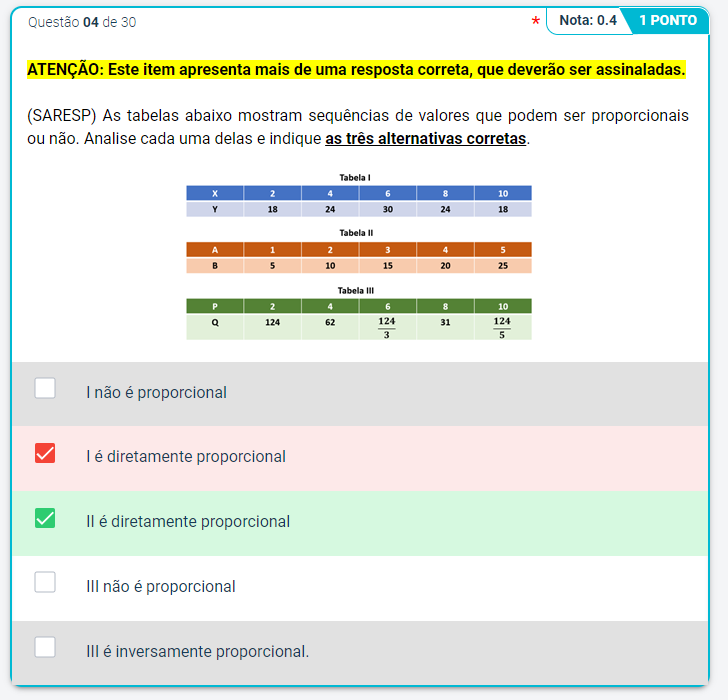 Questão 04 de 30
* Nota: 0.4 1 PONTO
ATENÇÃO: Este item apresenta mais de uma resposta correta, que deverão ser assinaladas.
(SARESP) As tabelas abaixo mostram sequências de valores que podem ser proporcionais
ou não. Analise cada uma delas e indique as três alternativas corretas.
Tabela I
X 2 4 6 8 10
Y 18 24 30 24 18
Tabela II
A 1 2 3 4 5
B 5 10 15 20 25
Tabela III
P 2 4 6 8 10
Q 124 62 124/3 31 124/5
I não é proporcional
I é diretamente proporcional
II é diretamente proporcional
III não é proporcional
III é inversamente proporcional.